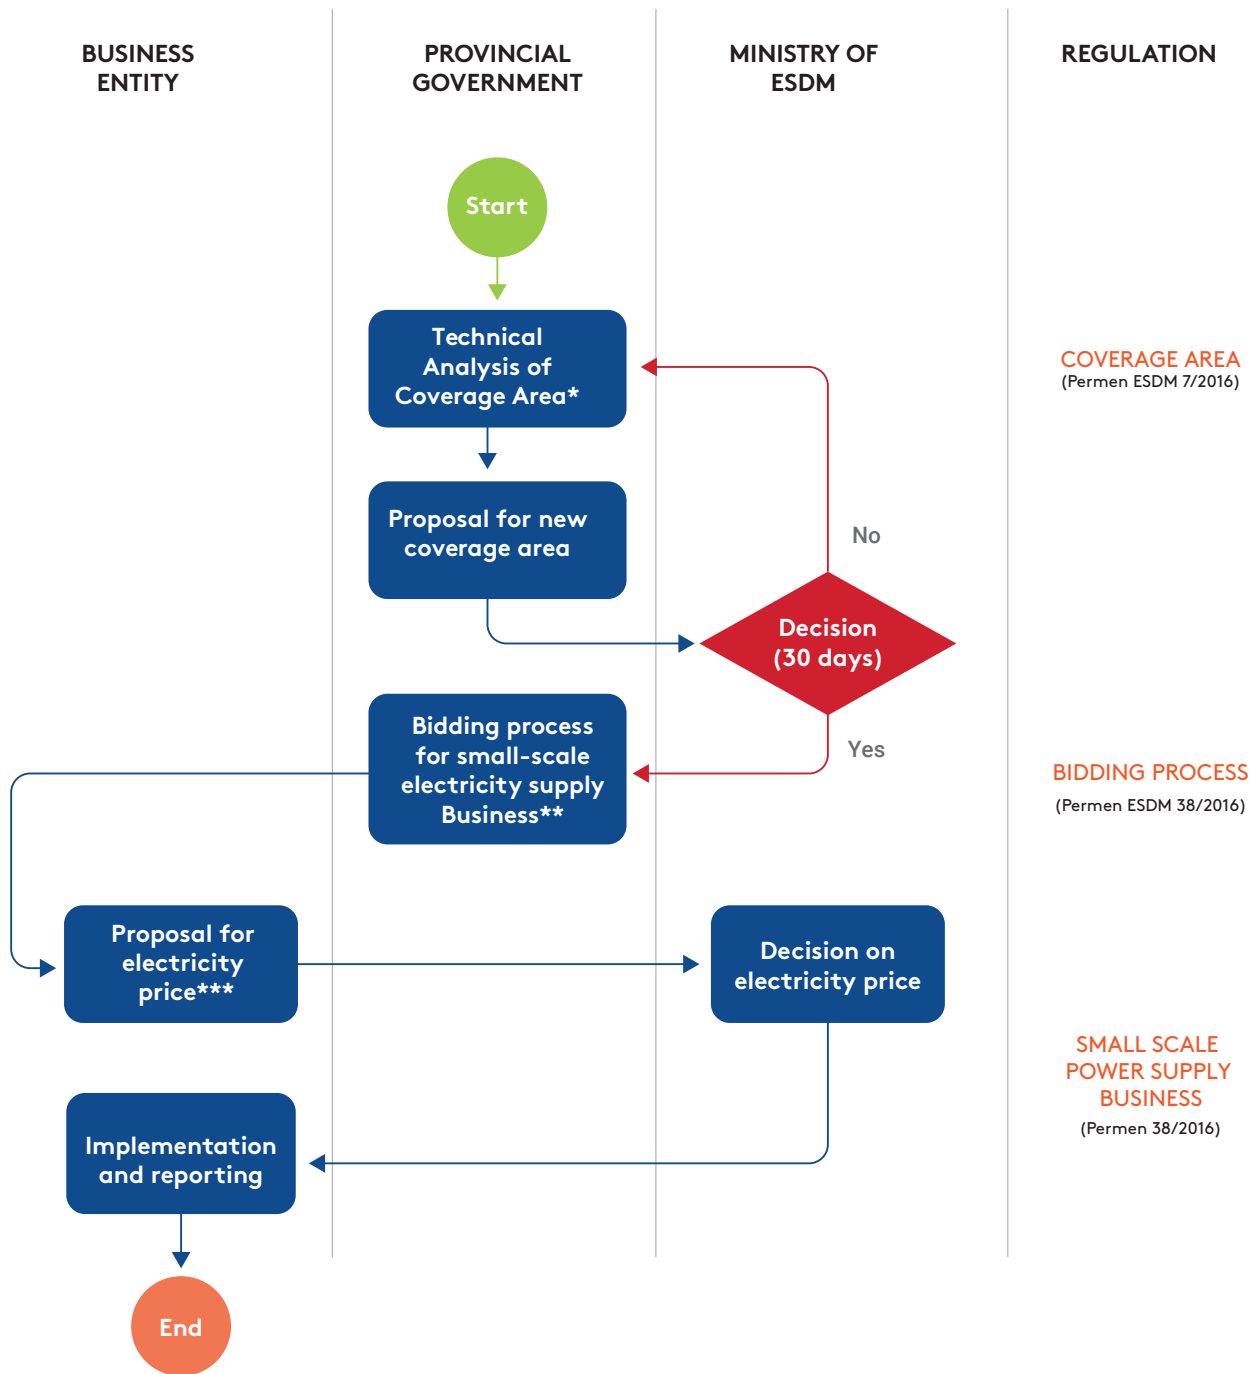 BUSINESS
ENTITY
PROVINCIAL
GOVERNMENT
MINISTRY OF
ESDM
REGULATION
Start
Technical
Analysis of
Coverage Area*
COVERAGE AREA
(Permen ESDM 7/2016)
Proposal for new
coverage area
No
Decision
(30 days)
Yes
Bidding process
for small-scale
electricity supply
Business**
BIDDING PROCESS
(Permen ESDM 38/2016)
Proposal for
electricity
price***
Decision on
electricity price
SMALL SCALE
POWER SUPPLY
BUSINESS
(Permen 38/2016)
Implementation
and reporting
End